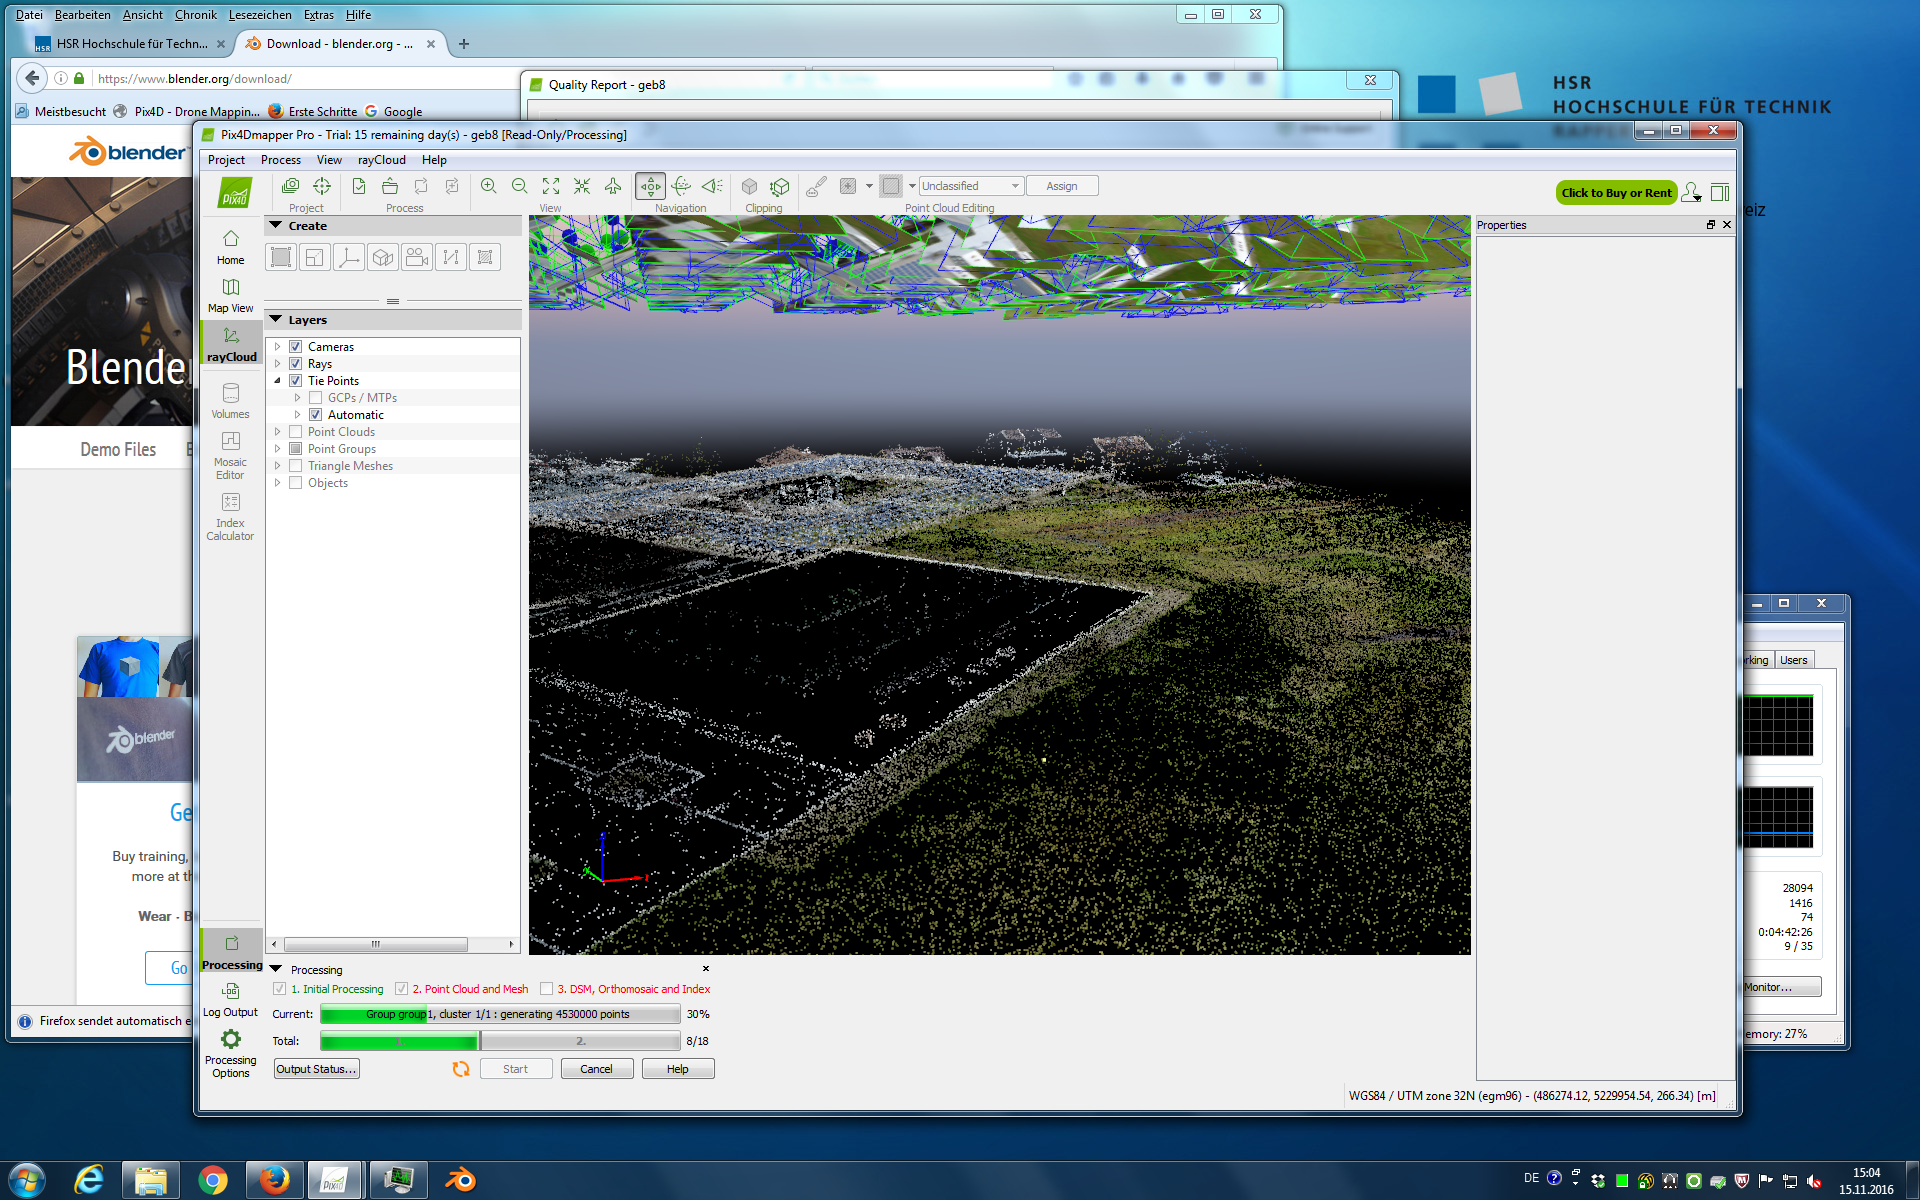 Datei Bearbeiten Ansicht Chronik Lesezeichen Extras Hilfe
HSR Hochschule für Techn...
Download - blender.org - ...
https://www.blender.org/download/
Meistbesucht Pix4D - Drone Mappin... Erste Schritte Google
blender
Blender
Demo Files
Ge
Buy training,
more at th
Wear - B
Go
Firefox sendet automatisch e
Quality Report - geb8
HSR
HOCHSCHULE FÜR TECHNIK
eiz
Pix4Dmapper Pro - Trial: 15 remaining day(s) - geb8 [Read-Only/Processing]
Project Process View rayCloud Help
PIX4D
Unclassified
Assign
Click to Buy or Rent
Project Process View Navigation Clipping Point Cloud Editing
Home
Map View
rayCloud
Volumes
Mosaic
Editor
Index
Calculator
Processing
LOG
Log Output
Processing
Options
Create
Layers
Cameras
Rays
Tie Points
GCPs / MTPs
Automatic
Point Clouds
Point Groups
Triangle Meshes
Objects
Properties
Processing
1. Initial Processing 2. Point Cloud and Mesh 3. DSM, Orthomosaic and Index
Current: Group group1, cluster 1/1 : generating 4530000 points 30%
Total: 2. 8/18
Output Status... Start Cancel Help
WGS84 / UTM zone 32N (egm96) - (486274.12, 5229954.54, 266.34) [m]
rking Users
28094
1416
74
0:04:42:26
9 / 35
Monitor...
emory: 27%
DE
15:04
15.11.2016